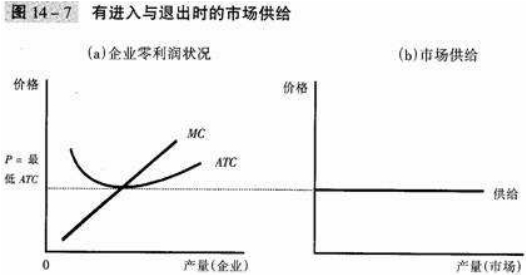 图 14-7 有进入与退出时的市场供给
(a)企业零利润状况
(b)市场供给
价格
价格
MC
ATC
P = 最
低 ATC
供给
0
产量(企业)
产量(市场)